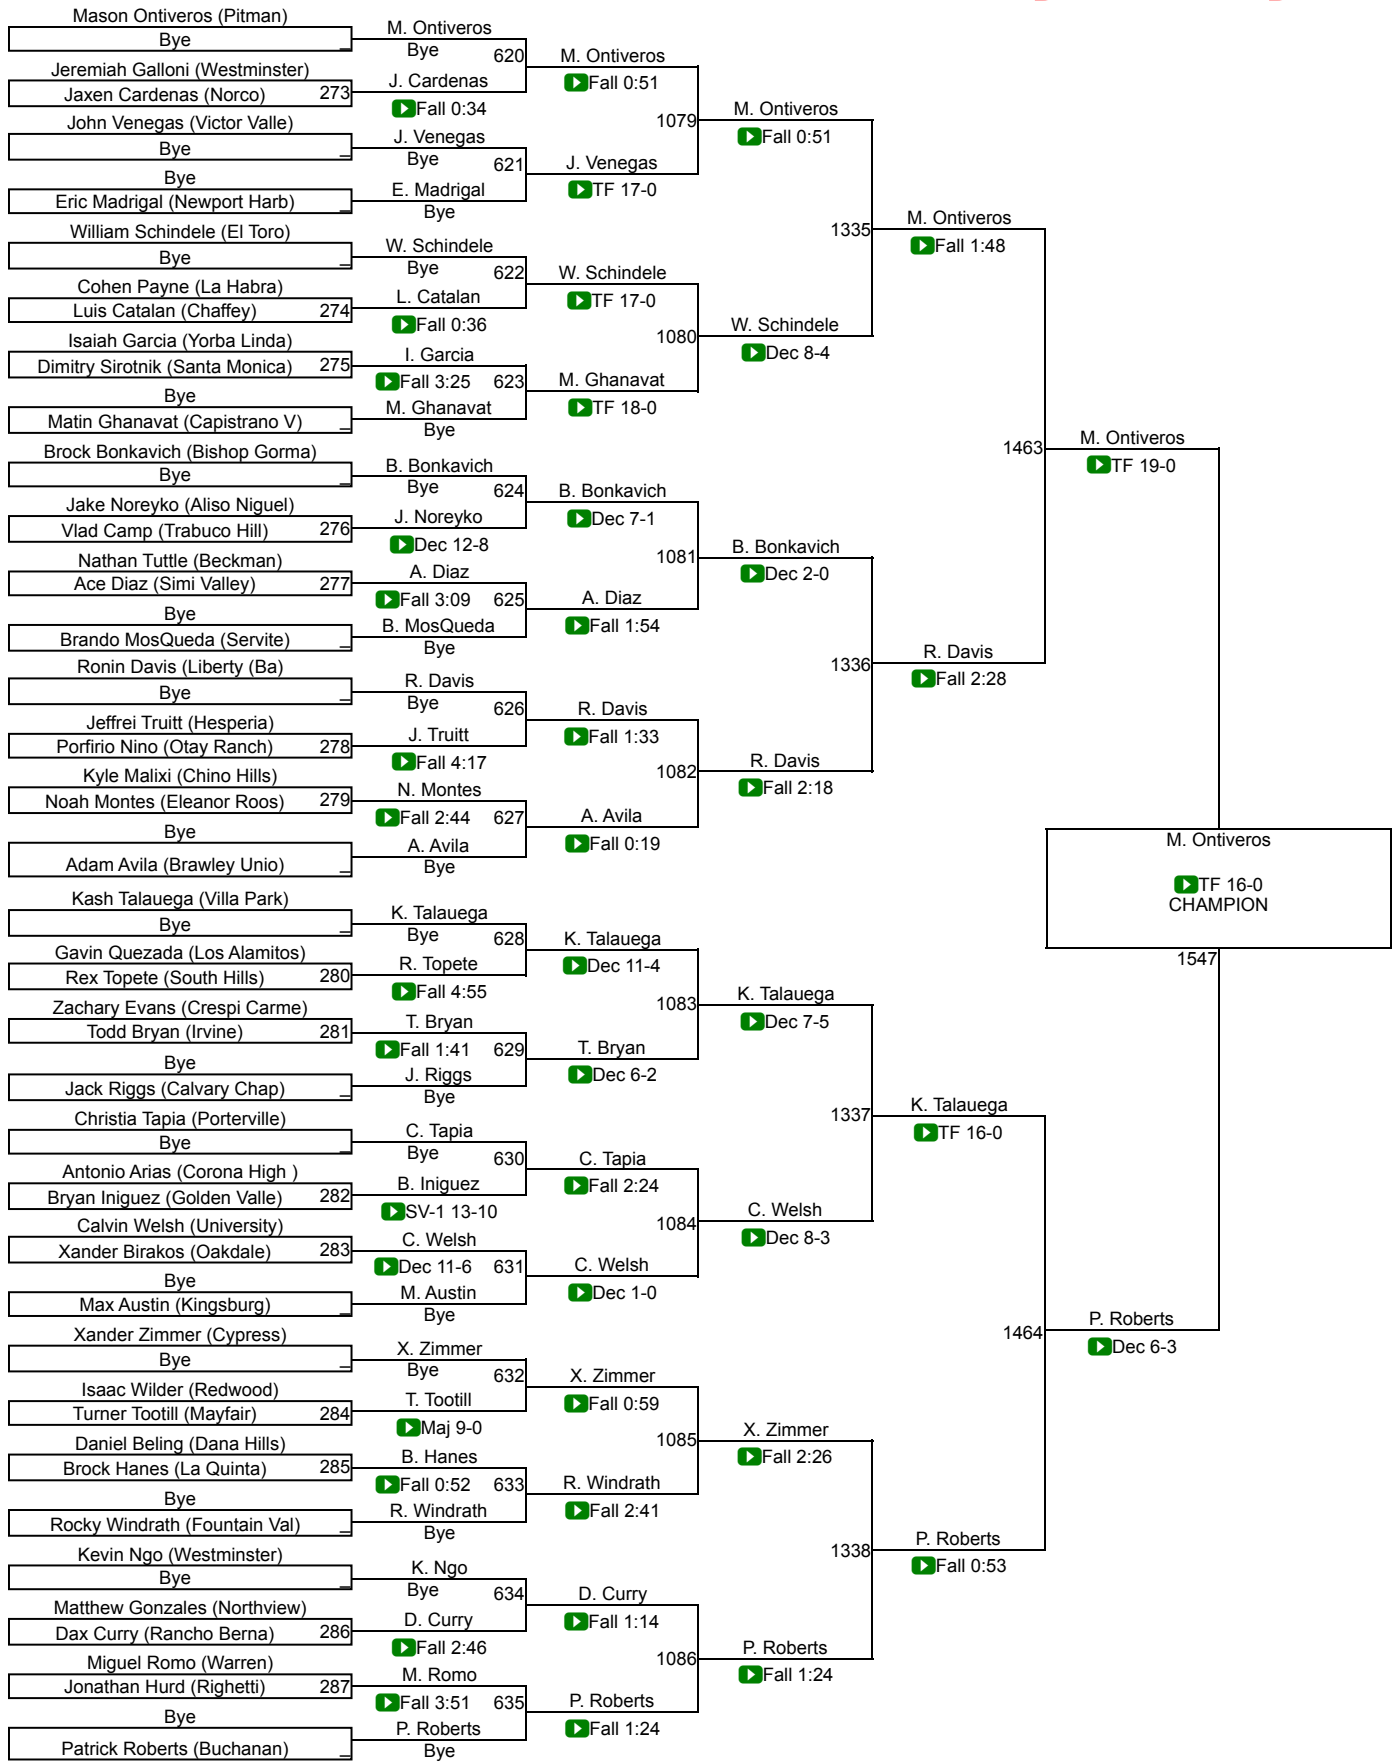 Mason Ontiveros (Pitman)
Bye _
Jeremiah Galloni (Westminster)
Jaxen Cardenas (Norco) 273
John Venegas (Victor Valle)
Bye _
Bye
Eric Madrigal (Newport Harb) _
William Schindele (El Toro)
Bye _
Cohen Payne (La Habra)
Luis Catalan (Chaffey) 274
Isaiah Garcia (Yorba Linda)
Dimitry Sirotnik (Santa Monica) 275
Bye
Matin Ghanavat (Capistrano V) _
Brock Bonkavich (Bishop Gorma)
Bye _
Jake Noreyko (Aliso Niguel)
Vlad Camp (Trabuco Hill) 276
Nathan Tuttle (Beckman)
Ace Diaz (Simi Valley) 277
Bye
Brando MosQueda (Servite) _
Ronin Davis (Liberty (Ba)
Bye _
Jeffrei Truitt (Hesperia)
Porfirio Nino (Otay Ranch) 278
Kyle Malixi (Chino Hills)
Noah Montes (Eleanor Roos) 279
Bye
Adam Avila (Brawley Unio) _
Kash Talauega (Villa Park)
Bye _
Gavin Quezada (Los Alamitos)
Rex Topete (South Hills) 280
Zachary Evans (Crespi Carme)
Todd Bryan (Irvine) 281
Bye
Jack Riggs (Calvary Chap) _
Christia Tapia (Porterville)
Bye _
Antonio Arias (Corona High )
Bryan Iniguez (Golden Valle) 282
Calvin Welsh (University)
Xander Birakos (Oakdale) 283
Bye
Max Austin (Kingsburg) _
Xander Zimmer (Cypress)
Bye _
Isaac Wilder (Redwood)
Turner Tootill (Mayfair) 284
Daniel Beling (Dana Hills)
Brock Hanes (La Quinta) 285
Bye
Rocky Windrath (Fountain Val) _
Kevin Ngo (Westminster)
Bye _
Matthew Gonzales (Northview)
Dax Curry (Rancho Berna) 286
Miguel Romo (Warren)
Jonathan Hurd (Righetti) 287
Bye
Patrick Roberts (Buchanan) _
M. Ontiveros
Bye 620
J. Cardenas
Fall 0:34
J. Venegas
Bye 621
E. Madrigal
Bye
W. Schindele
Bye 622
L. Catalan
Fall 0:36
I. Garcia
Fall 3:25 623
M. Ghanavat
Bye
B. Bonkavich
Bye 624
J. Noreyko
Dec 12-8
A. Diaz
Fall 3:09 625
B. MosQueda
Bye
R. Davis
Bye 626
J. Truitt
Fall 4:17
N. Montes
Fall 2:44 627
A. Avila
Bye
K. Talauega
Bye 628
R. Topete
Fall 4:55
T. Bryan
Fall 1:41 629
J. Riggs
Bye
C. Tapia
Bye 630
B. Iniguez
SV-1 13-10
C. Welsh
Dec 11-6 631
M. Austin
Bye
X. Zimmer
Bye 632
T. Tootill
Maj 9-0
B. Hanes
Fall 0:52 633
R. Windrath
Bye
K. Ngo
Bye 634
D. Curry
Fall 2:46
M. Romo
Fall 3:51 635
P. Roberts
Bye
M. Ontiveros
Fall 0:51
1079
J. Venegas
TF 17-0
W. Schindele
TF 17-0
1080
M. Ghanavat
TF 18-0
B. Bonkavich
Dec 7-1
1081
A. Diaz
Fall 1:54
R. Davis
Fall 1:33
1082
A. Avila
Fall 0:19
K. Talauega
Dec 11-4
1083
T. Bryan
Dec 6-2
C. Tapia
Fall 2:24
1084
C. Welsh
Dec 1-0
X. Zimmer
Fall 0:59
1085
R. Windrath
Fall 2:41
D. Curry
Fall 1:14
1086
P. Roberts
Fall 1:24
M. Ontiveros
Fall 0:51
1335
W. Schindele
Dec 8-4
B. Bonkavich
Dec 2-0
1336
R. Davis
Fall 2:18
K. Talauega
Dec 7-5
1337
C. Welsh
Dec 8-3
X. Zimmer
Fall 2:26
1338
P. Roberts
Fall 1:24
M. Ontiveros
Fall 1:48
1463
R. Davis
Fall 2:28
K. Talauega
TF 16-0
1464
P. Roberts
Fall 0:53
M. Ontiveros
TF 19-0
P. Roberts
Dec 6-3
M. Ontiveros
TF 16-0
CHAMPION
1547